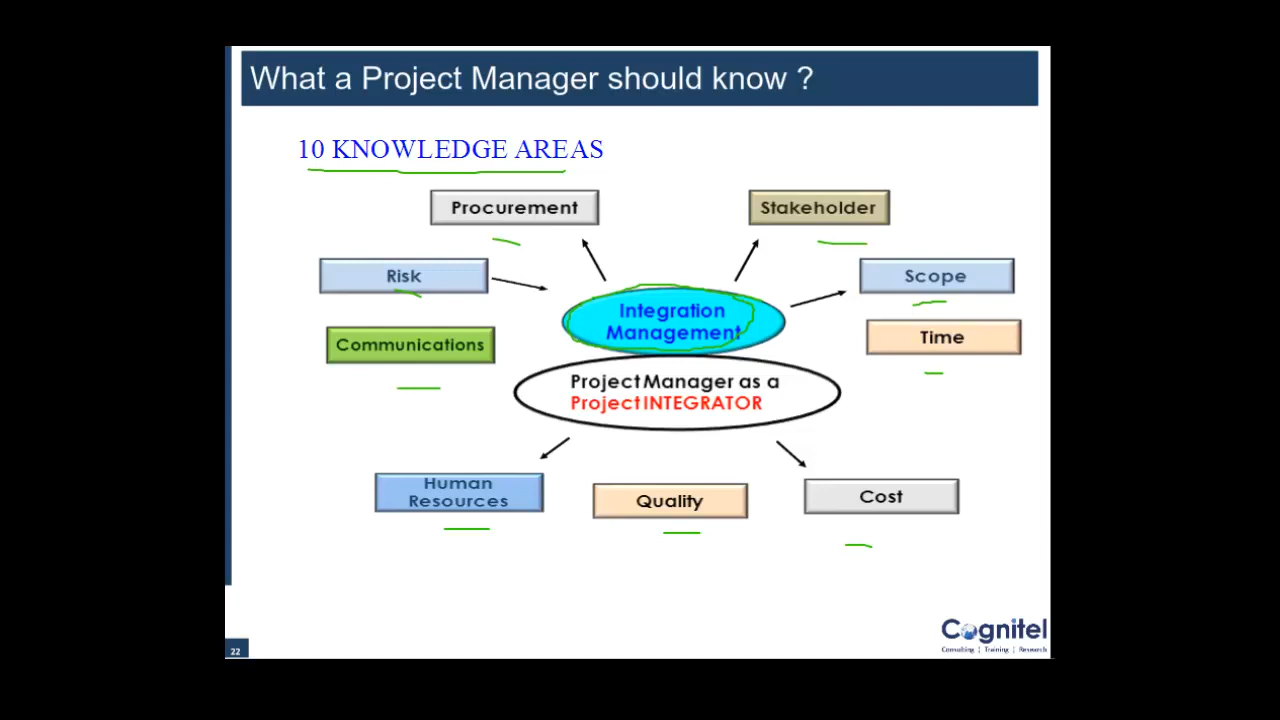 What a Project Manager should know ?
10 KNOWLEDGE AREAS
Procurement
Stakeholder
Risk
Scope
Integration
Management
Communications
Time
Project Manager as a
Project INTEGRATOR
Human
Resources
Quality
Cost
Cognitel
Consulting | Training | Research
22